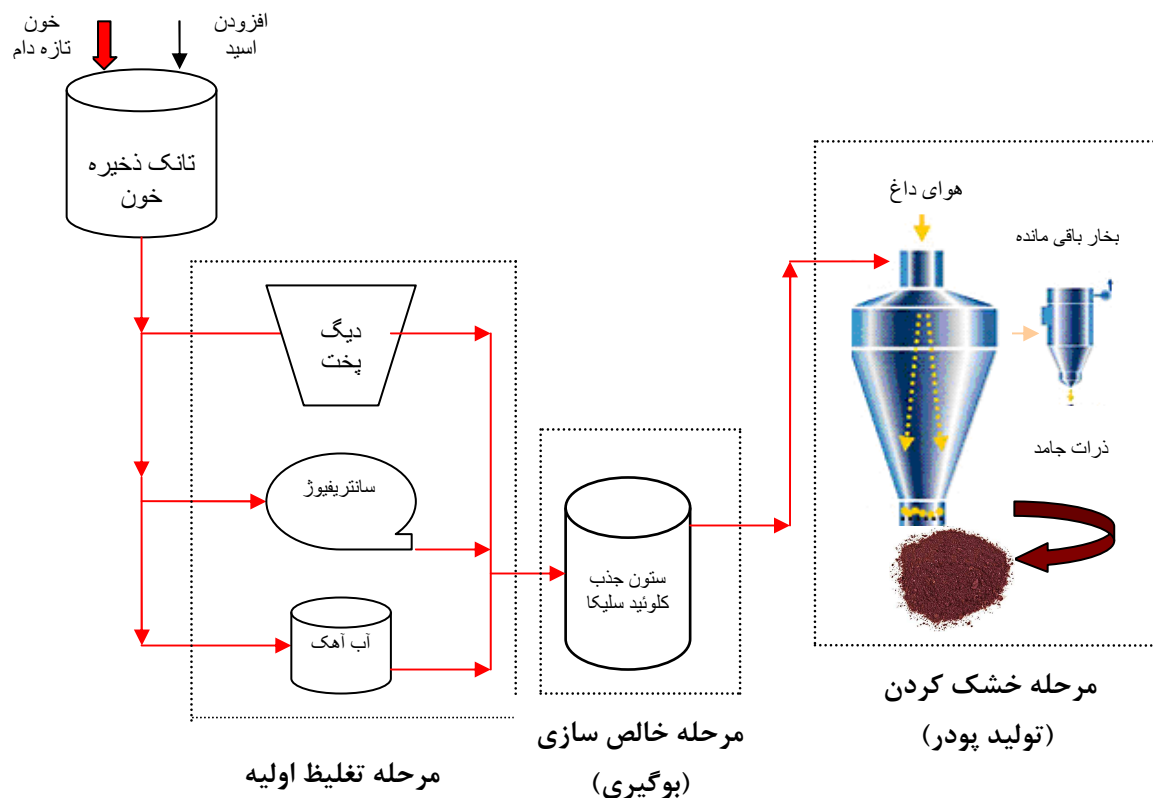 خون
تازه دام
افزودن
اسید
تانک ذخیره
خون
دیگ
پخت
سانتریفیوژ
آب آهک
مرحله تغلیظ اولیه
ستون جذب
کلوئید سلیکا
مرحله خالص سازی
(بوگیری)
هوای داغ
بخار باقی مانده
ذرات جامد
مرحله خشک کردن
(تولید پودر)